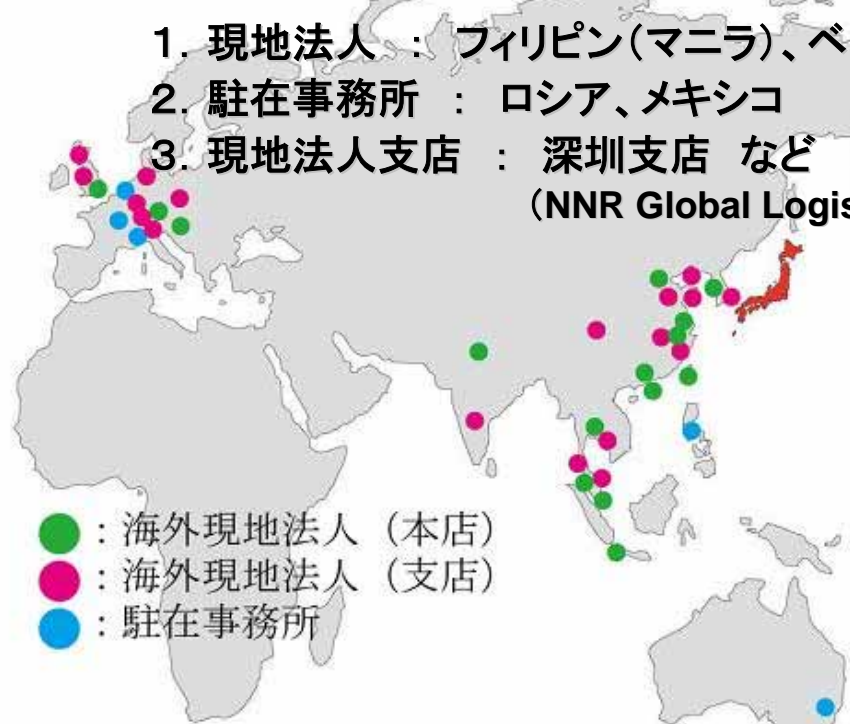 １．現地法人　：　フィリピン（マニラ）、ベ
２．駐在事務所　：　ロシア、メキシコ
３．現地法人支店　：　深圳支店　など
（NNR Global Logis
：海外現地法人（本店）
：海外現地法人（支店）
：駐在事務所